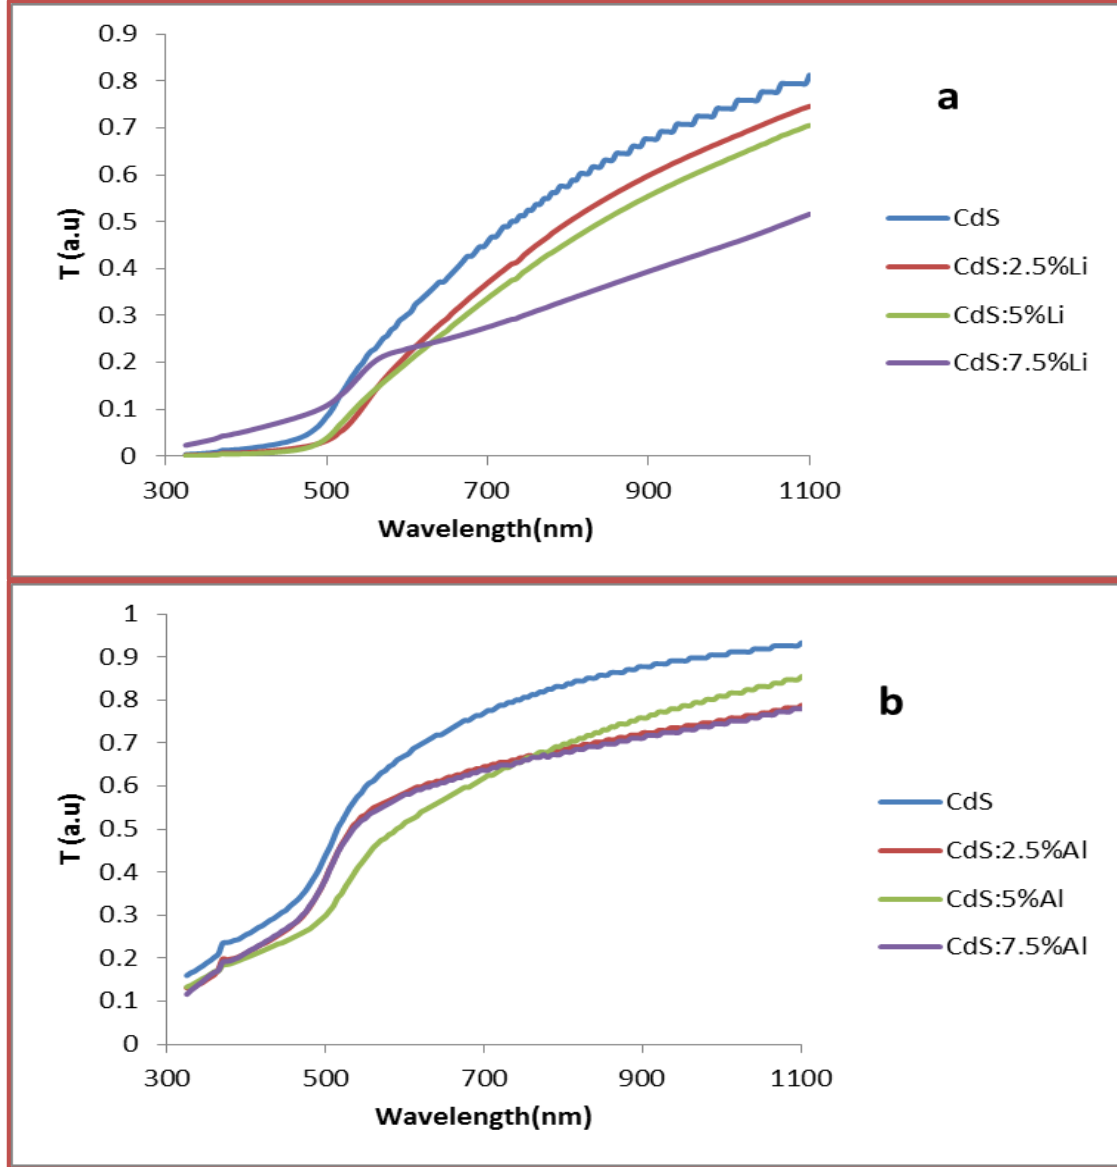 a
0.9
0.8
0.7
0.6
0.5
0.4
0.3
0.2
0.1
0
T (a.u)
300 500 700 900 1100
Wavelength(nm)
CdS
CdS:2.5%Li
CdS:5%Li
CdS:7.5%Li
b
1
0.9
0.8
0.7
0.6
0.5
0.4
0.3
0.2
0.1
0
T (a.u)
300 500 700 900 1100
Wavelength(nm)
CdS
CdS:2.5%Al
CdS:5%Al
CdS:7.5%Al